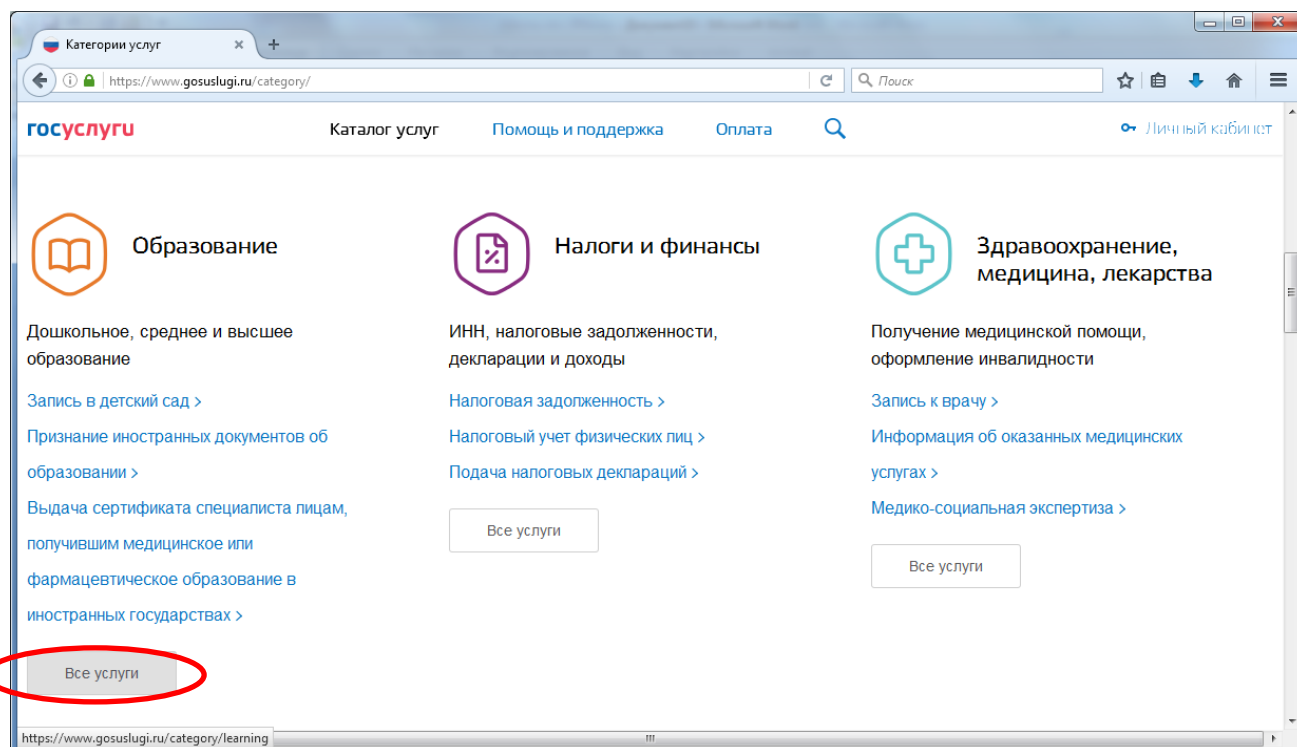 Категории услуг
https://www.gosuslugi.ru/category/
Поиск
госуслуги
Каталог услуг
Помощь и поддержка
Оплата
Личный кабинет
Образование
Дошкольное, среднее и высшее
образование
Запись в детский сад >
Признание иностранных документов об
образовании >
Выдача сертификата специалиста лицам,
получившим медицинское или
фармацевтическое образование в
иностранных государствах >
Все услуги
Налоги и финансы
ИНН, налоговые задолженности,
декларации и доходы
Налоговая задолженность >
Налоговый учет физических лиц >
Подача налоговых деклараций >
Все услуги
Здравоохранение,
медицина, лекарства
Получение медицинской помощи,
оформление инвалидности
Запись к врачу >
Информация об оказанных медицинских
услугах >
Медико-социальная экспертиза >
Все услуги
https://www.gosuslugi.ru/category/learning